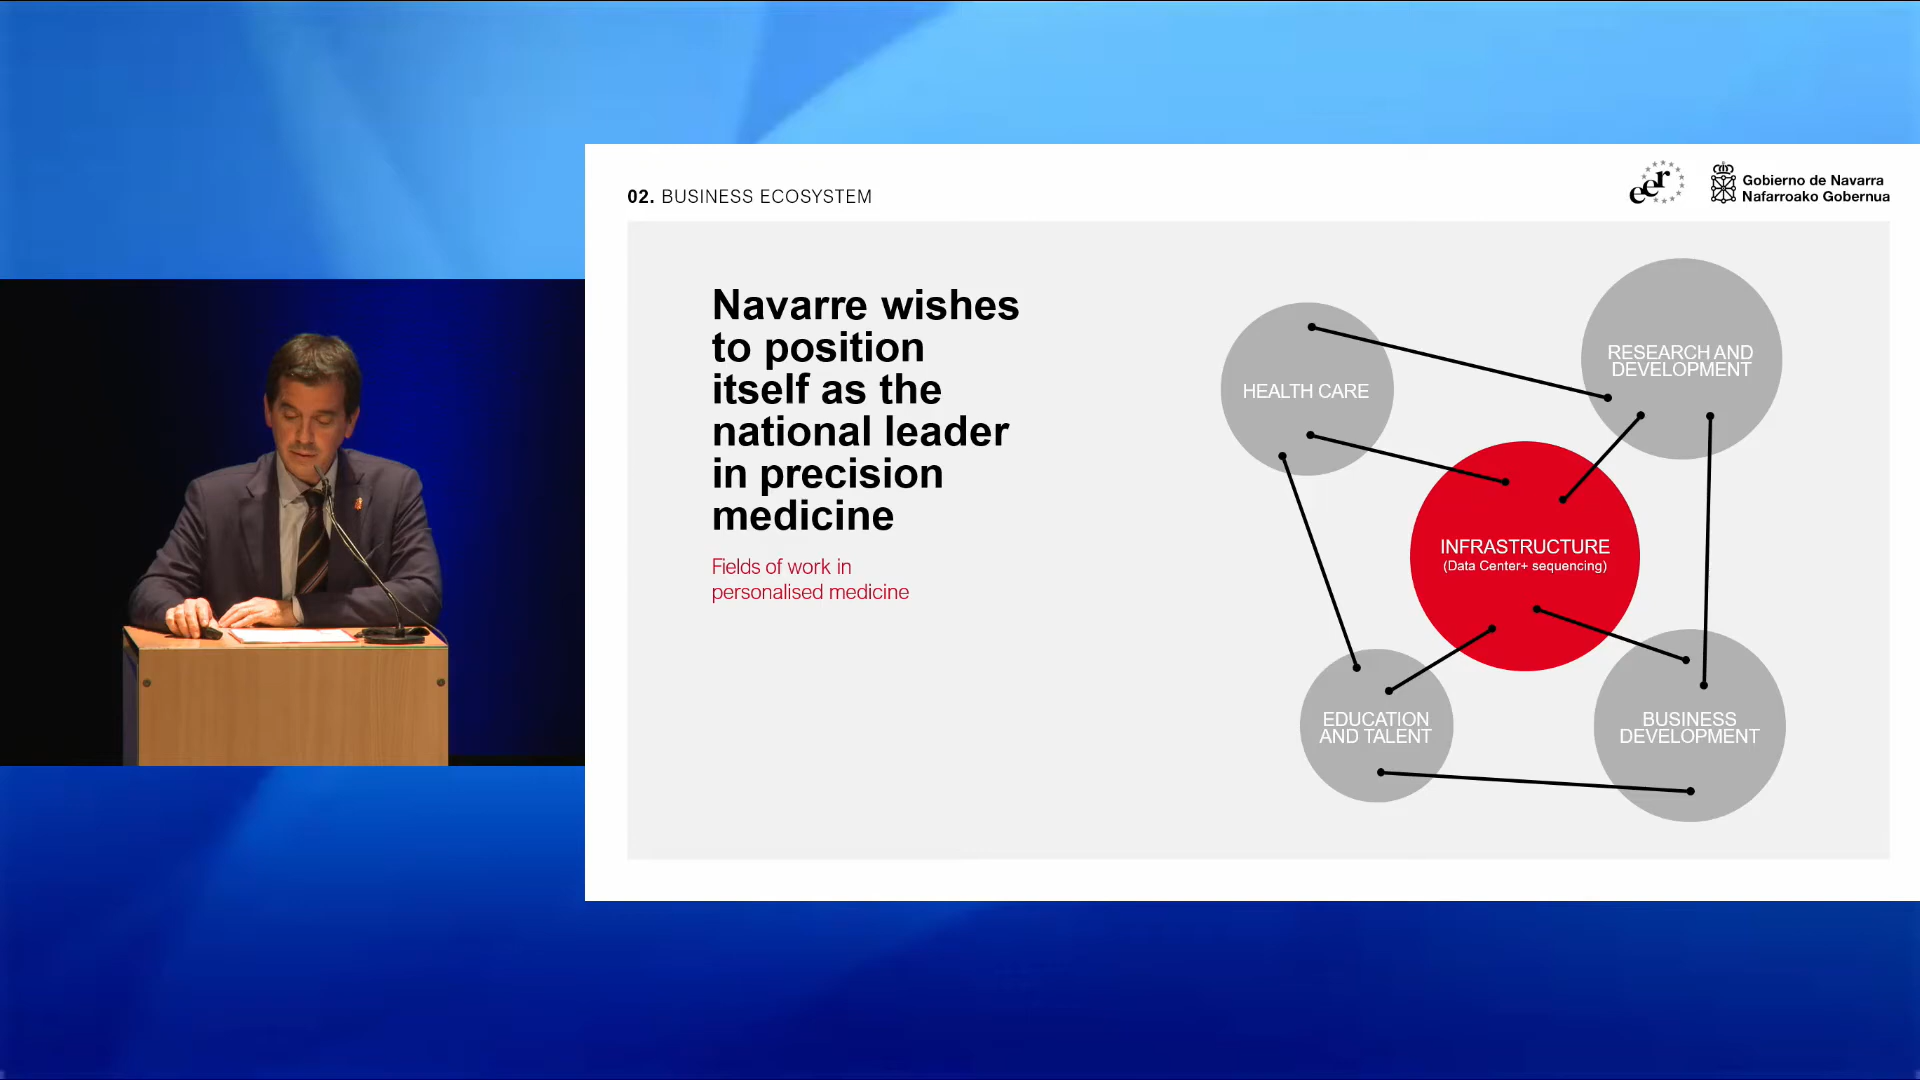 02. BUSINESS ECOSYSTEM
eer
Gobierno de Navarra
Nafarroako Gobernua
Navarre wishes
to position
itself as the
national leader
in precision
medicine
Fields of work in
personalised medicine
HEALTH CARE
RESEARCH AND
DEVELOPMENT
INFRASTRUCTURE
(Data Center+ sequencing)
EDUCATION
AND TALENT
BUSINESS
DEVELOPMENT